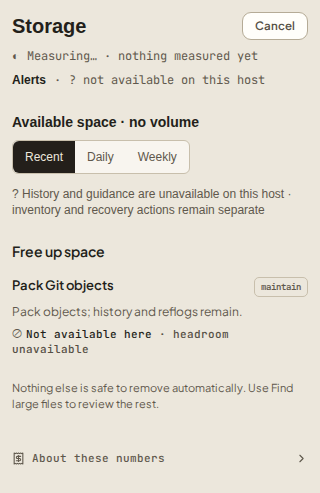 Storage
Cancel
Measuring… · nothing measured yet
Alerts · ? not available on this host
Available space · no volume
Recent Daily Weekly
? History and guidance are unavailable on this host ·
inventory and recovery actions remain separate
Free up space
Pack Git objects
maintain
Pack objects; history and reflogs remain.
Not available here · headroom
unavailable
Nothing else is safe to remove automatically. Use Find
large files to review the rest.
About these numbers